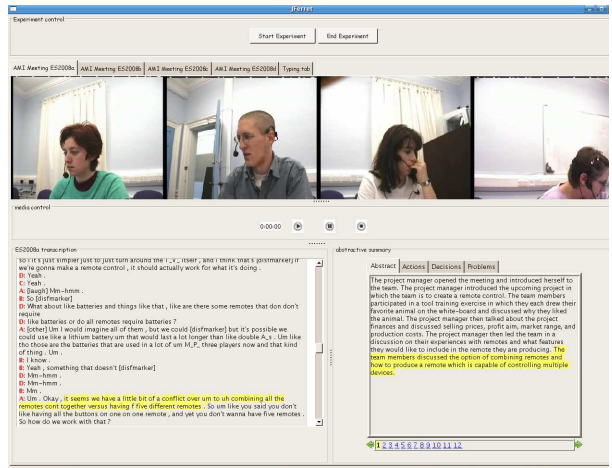 JFerret
Experiment control
Start Experiment End Experiment
AMI Meeting ES2008a AMI Meeting ES2008b AMI Meeting ES2008c AMI Meeting ES2008d Typing tab
media control
0:00:00
ES2008a transcription
so I it's just simpler just to just turn around the T_V_ itself , and I think that's [disfmarker] if
we're gonna make a remote control , it should actually work for what it's doing .
D: Yeah .
C: Yeah .
A: [laugh] Mm-hmm .
B: So [disfmarker]
D: What about like batteries and things like that , like are there some remotes that don don't
require
D: like batteries or do all remotes require batteries ?
A: [other] Um I would imagine all of them , but we could [disfmarker] but it's possible we
could use like a lithium battery um that would last a lot longer than like double A_s . Um like
tho those are the batteries that are used in a lot of um M_P_ three players now and that kind
of thing . Um .
B: I know .
B: Yeah , something that doesn't [disfmarker]
D: Mm-hmm .
D: Mm-hmm .
B: Mm .
A: Um . Okay , it seems we have a little bit of a conflict over um to uh combining all the
remotes cont together versus having f five different remotes . So um like you said you don't
like having all the buttons on one on one remote , and yet you don't wanna have five remotes .
So how do we work with that ?
abstractive summary
Abstract Actions Decisions Problems
The project manager opened the meeting and introduced herself to
the team. The project manager introduced the upcoming project in
which the team is to create a remote control. The team members
participated in a tool training exercise in which they each drew their
favorite animal on the white-board and discussed why they liked
the animal. The project manager then talked about the project
finances and discussed selling prices, profit aim, market range, and
production costs. The project manager then led the team in a
discussion on their experiences with remotes and what features
they would like to include in the remote they are producing. The
team members discussed the option of combining remotes and
how to produce a remote which is capable of controlling multiple
devices.
1 2 3 4 5 6 7 8 9 10 11 12